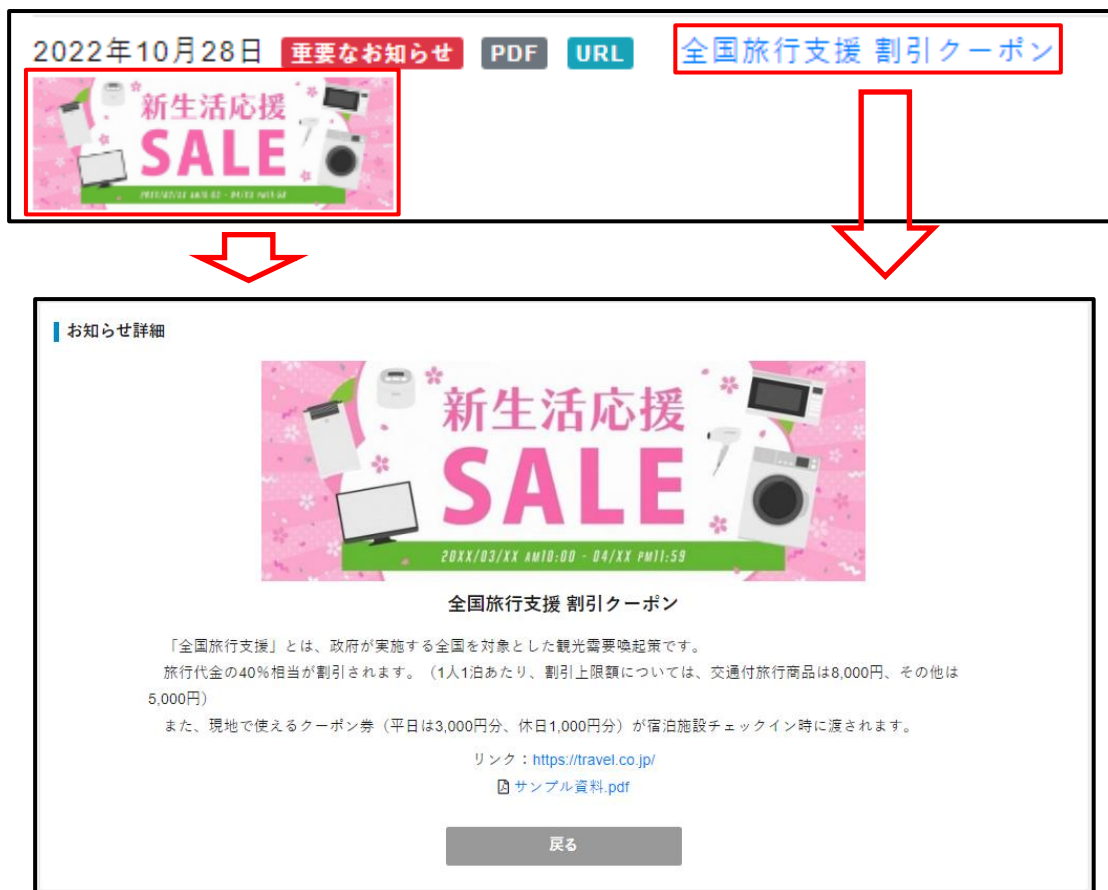 2022年10月28日 重要なお知らせ PDF URL 全国旅行支援 割引クーポン
新生活応援
SALE
お知らせ詳細
新生活応援
SALE
20XX/03/XX AM10:00 - 04/XX PM11:59
全国旅行支援 割引クーポン
「全国旅行支援」とは、政府が実施する全国を対象とした観光需要喚起策です。
旅行代金の40%相当が割引されます。（1人1泊あたり、割引上限額については、交通付旅行商品は8,000円、その他は
5,000円）
また、現地で使えるクーポン券（平日は3,000円分、休日1,000円分）が宿泊施設チェックイン時に渡されます。
リンク：https://travel.co.jp/
サンプル資料.pdf
戻る